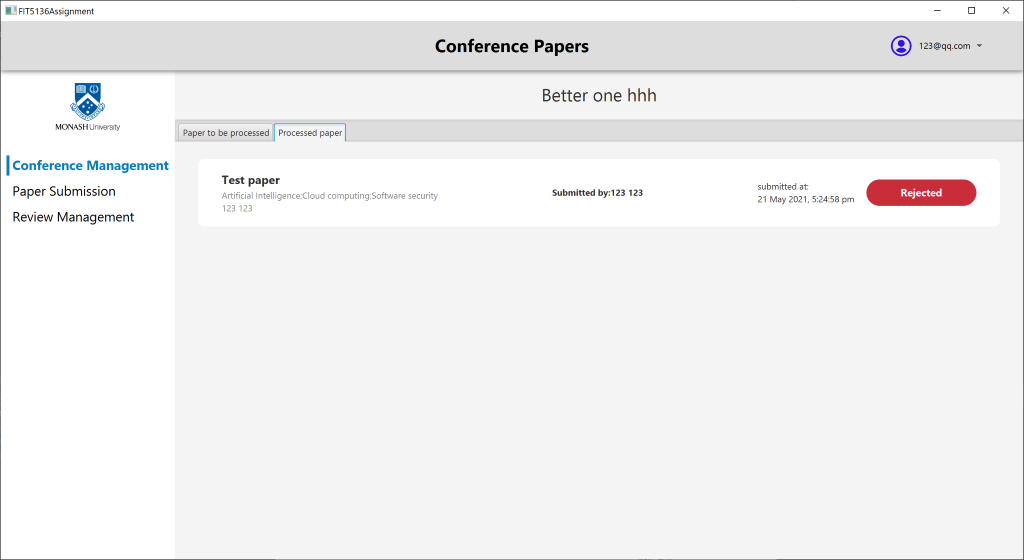 FIT5136Assignment
Conference Papers
123@qq.com
MONASH University
Better one hhh
Paper to be processed
Processed paper
Conference Management
Paper Submission
Review Management
Test paper
Artificial Intelligence;Cloud computing;Software security
123 123
Submitted by:123 123
submitted at:
21 May 2021, 5:24:58 pm
Rejected